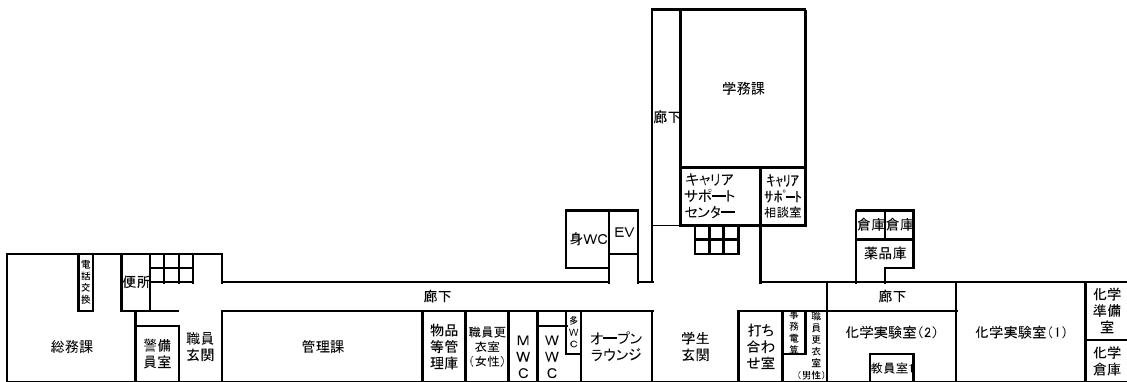 学務課
廊下
キャリア
サポート
センター
キャリア
サポート
相談室
身WC
EV
倉庫
倉庫
薬品庫
電話交換
便所
廊下
廊下
化学
準備
室
総務課
警備
員室
職員
玄関
管理課
物品
等管
理庫
職員更
衣室
(女性)
MWC
WWC
多WC
オープン
ラウンジ
学生
玄関
打ち
合わ
せ室
事務電算
職員更衣室(男性)
化学実験室(2)
教員室1
化学実験室(1)
化学
倉庫